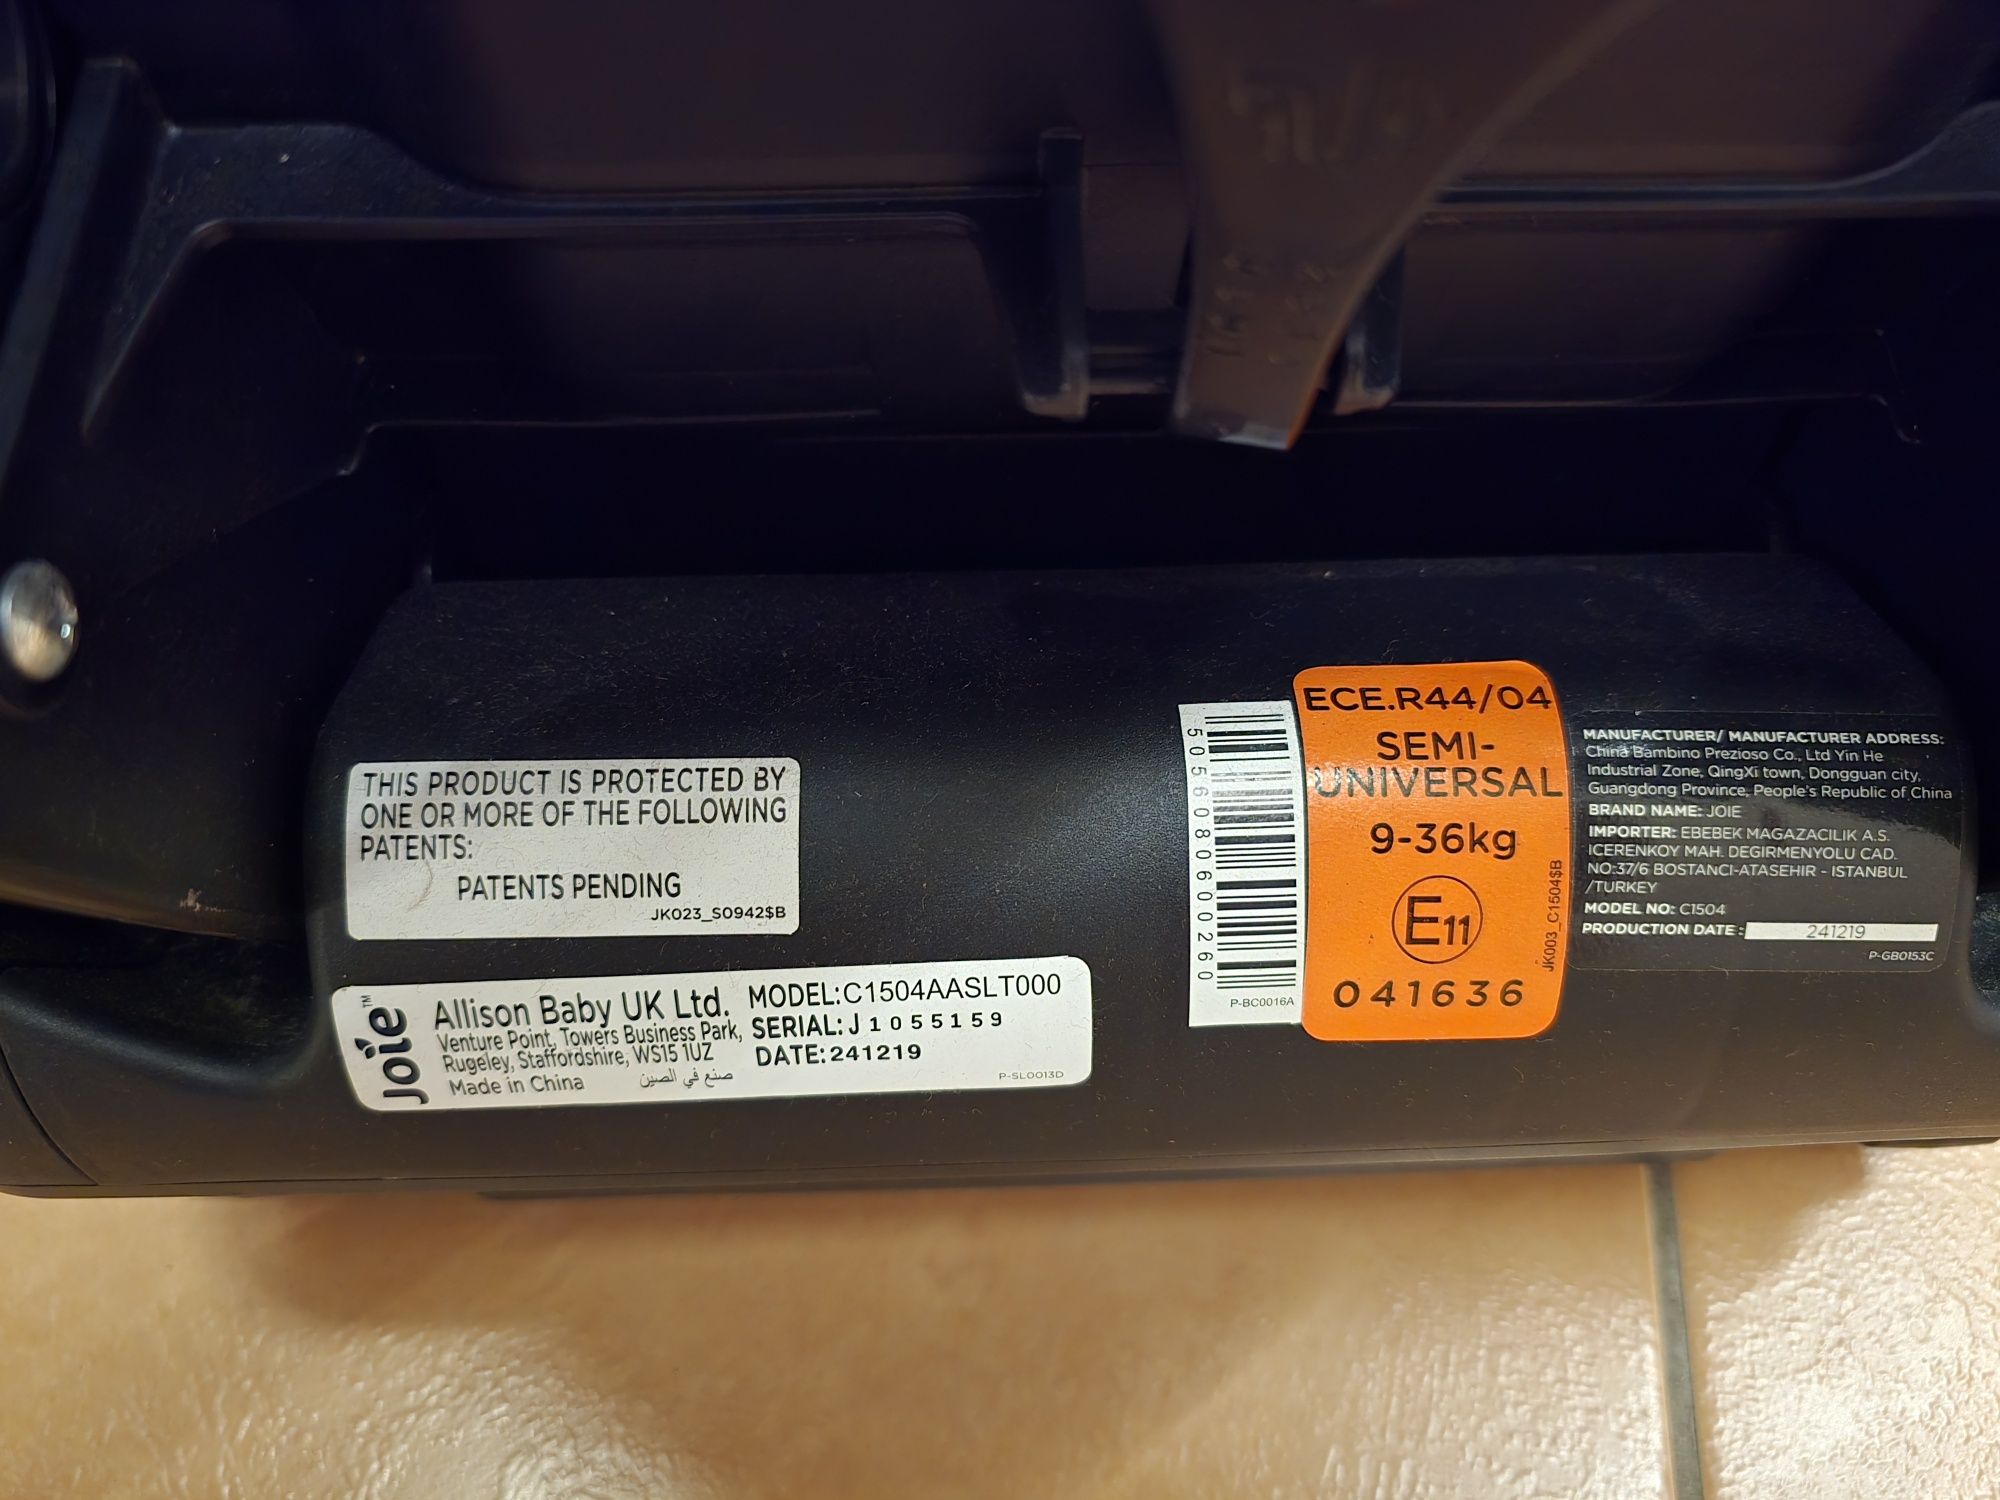 THIS PRODUCT IS PROTECTED BY
ONE OR MORE OF THE FOLLOWING
PATENTS:
PATENTS PENDING
JK023_S0942$B
Joie™
Allison Baby UK Ltd.
Venture Point, Towers Business Park,
Rugeley, Staffordshire, WS15 1UZ
Made in China صنع في الصين
MODEL:C1504AASLT000
SERIAL:J1055159
DATE:241219
P-SL0013D
5056080600260
P-BC0016A
ECE.R44/04
SEMI-
UNIVERSAL
9-36kg
E11
041636
JK003_C1504$B
MANUFACTURER/ MANUFACTURER ADDRESS:
China Bambino Prezioso Co., Ltd Yin He
Industrial Zone, QingXi town, Dongguan city,
Guangdong Province, People's Republic of China
BRAND NAME: JOIE
IMPORTER: EBEBEK MAGAZACILIK A.S.
ICERENKOY MAH. DEGIRMENYOLU CAD.
NO:37/6 BOSTANCI-ATASEHIR - ISTANBUL
/TURKEY
MODEL NO: C1504
PRODUCTION DATE : 241219
P-GB0153C